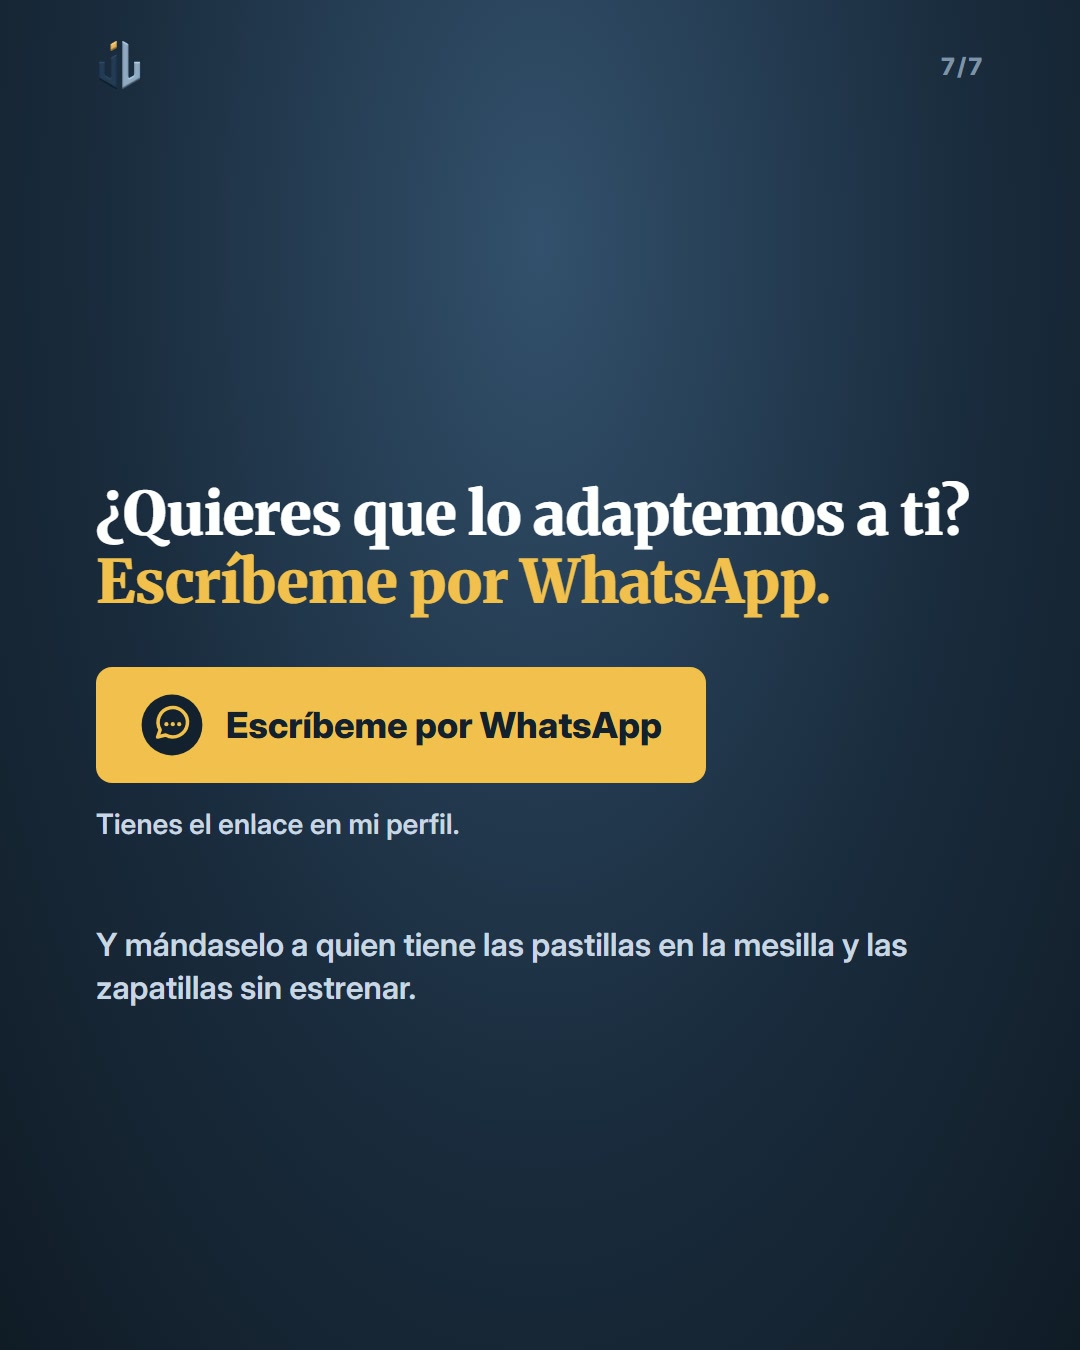 7/7
¿Quieres que lo adaptemos a ti?
Escríbeme por WhatsApp.
Escríbeme por WhatsApp
Tienes el enlace en mi perfil.
Y mándaselo a quien tiene las pastillas en la mesilla y las
zapatillas sin estrenar.